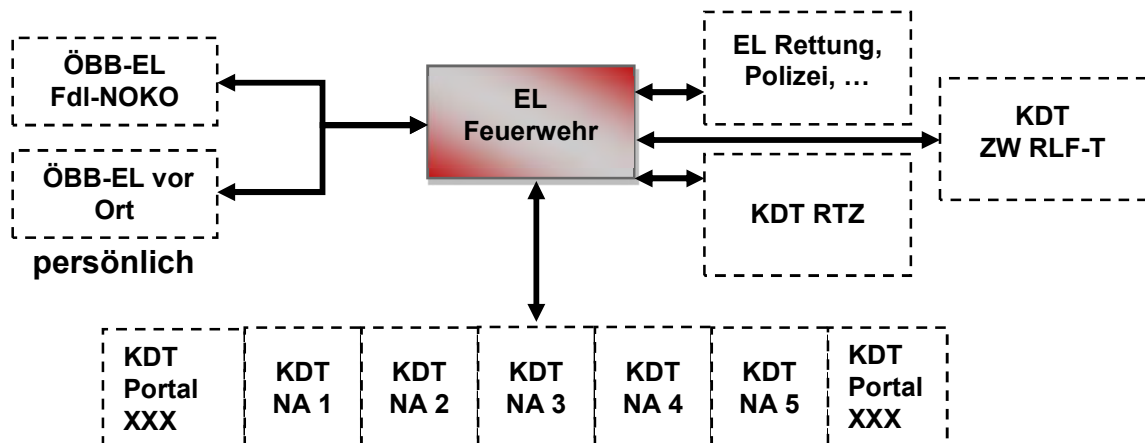 ÖBB-EL
FdI-NOKO
ÖBB-EL vor
Ort
persönlich
EL
Feuerwehr
EL Rettung,
Polizei, ...
KDT
ZW RLF-T
KDT RTZ
KDT
Portal
XXX
KDT
NA 1
KDT
NA 2
KDT
NA 3
KDT
NA 4
KDT
NA 5
KDT
Portal
XXX